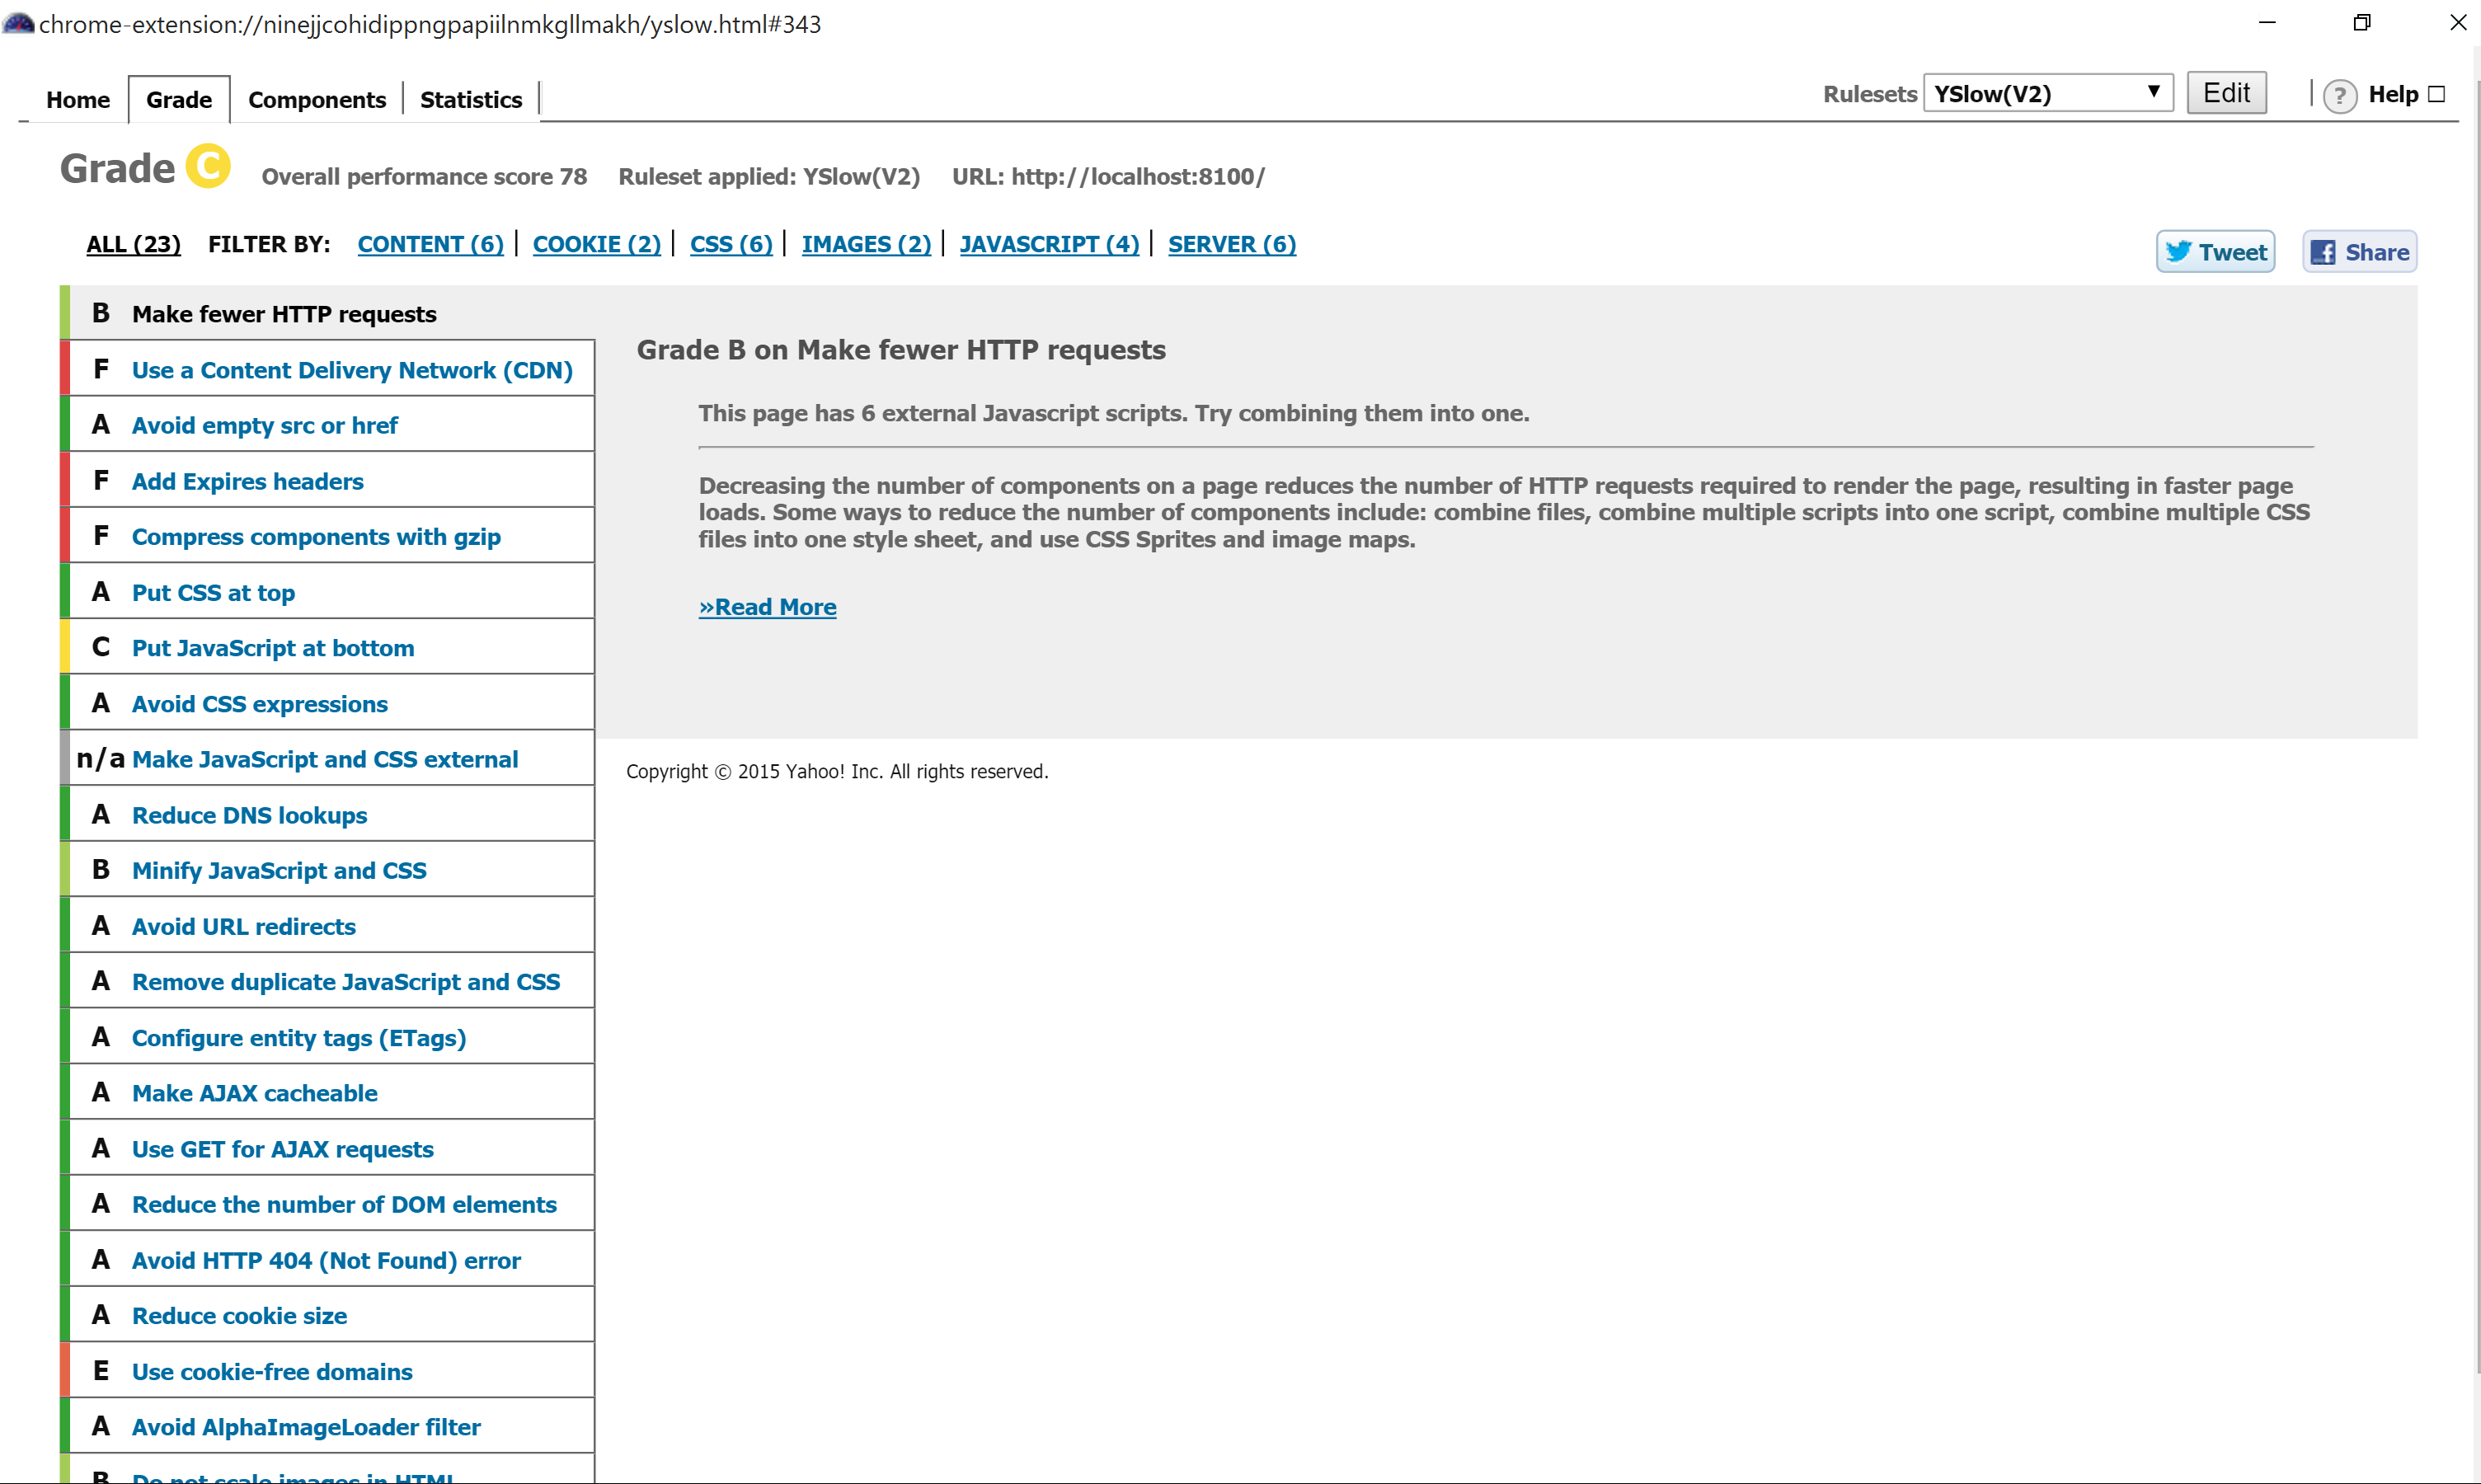 chrome-extension://ninejjcohidippngpapiilnmkgllmakh/yslow.html#343
Home Grade Components Statistics Rulesets YSlow(V2) Edit ? Help
Grade C Overall performance score 78 Ruleset applied: YSlow(V2) URL: http://localhost:8100/
ALL (23) FILTER BY: CONTENT (6) COOKIE (2) CSS (6) IMAGES (2) JAVASCRIPT (4) SERVER (6)
Tweet Share
B Make fewer HTTP requests
F Use a Content Delivery Network (CDN)
A Avoid empty src or href
F Add Expires headers
F Compress components with gzip
A Put CSS at top
C Put JavaScript at bottom
A Avoid CSS expressions
n/a Make JavaScript and CSS external
A Reduce DNS lookups
B Minify JavaScript and CSS
A Avoid URL redirects
A Remove duplicate JavaScript and CSS
A Configure entity tags (ETags)
A Make AJAX cacheable
A Use GET for AJAX requests
A Reduce the number of DOM elements
A Avoid HTTP 404 (Not Found) error
A Reduce cookie size
E Use cookie-free domains
A Avoid AlphaImageLoader filter
B Do not scale images in HTML
Grade B on Make fewer HTTP requests
This page has 6 external Javascript scripts. Try combining them into one.
Decreasing the number of components on a page reduces the number of HTTP requests required to render the page, resulting in faster page
loads. Some ways to reduce the number of components include: combine files, combine multiple scripts into one script, combine multiple CSS
files into one style sheet, and use CSS Sprites and image maps.
»Read More
Copyright © 2015 Yahoo! Inc. All rights reserved.